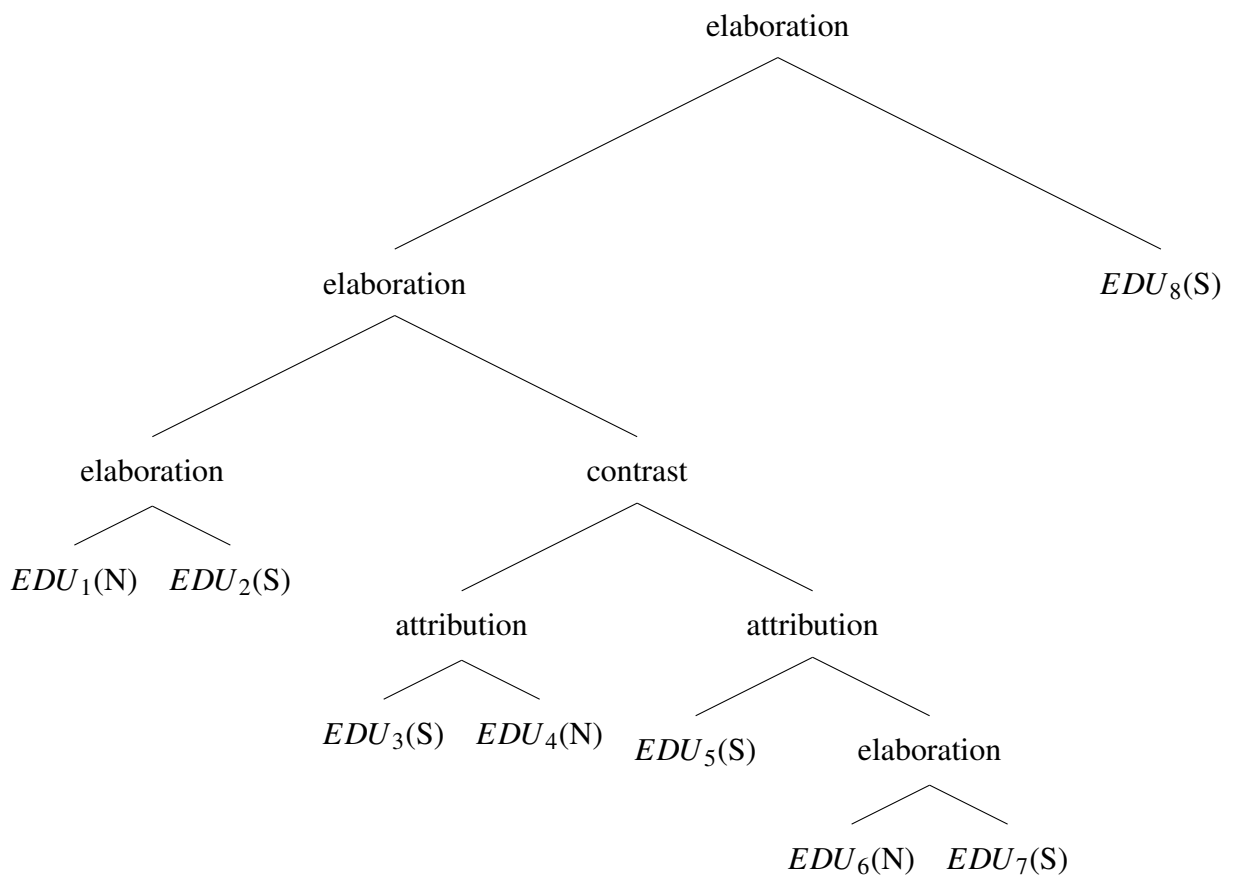 elaboration
elaboration EDU₈(S)
elaboration contrast
EDU₁(N) EDU₂(S)
attribution attribution
EDU₃(S) EDU₄(N) EDU₅(S) elaboration
EDU₆(N) EDU₇(S)